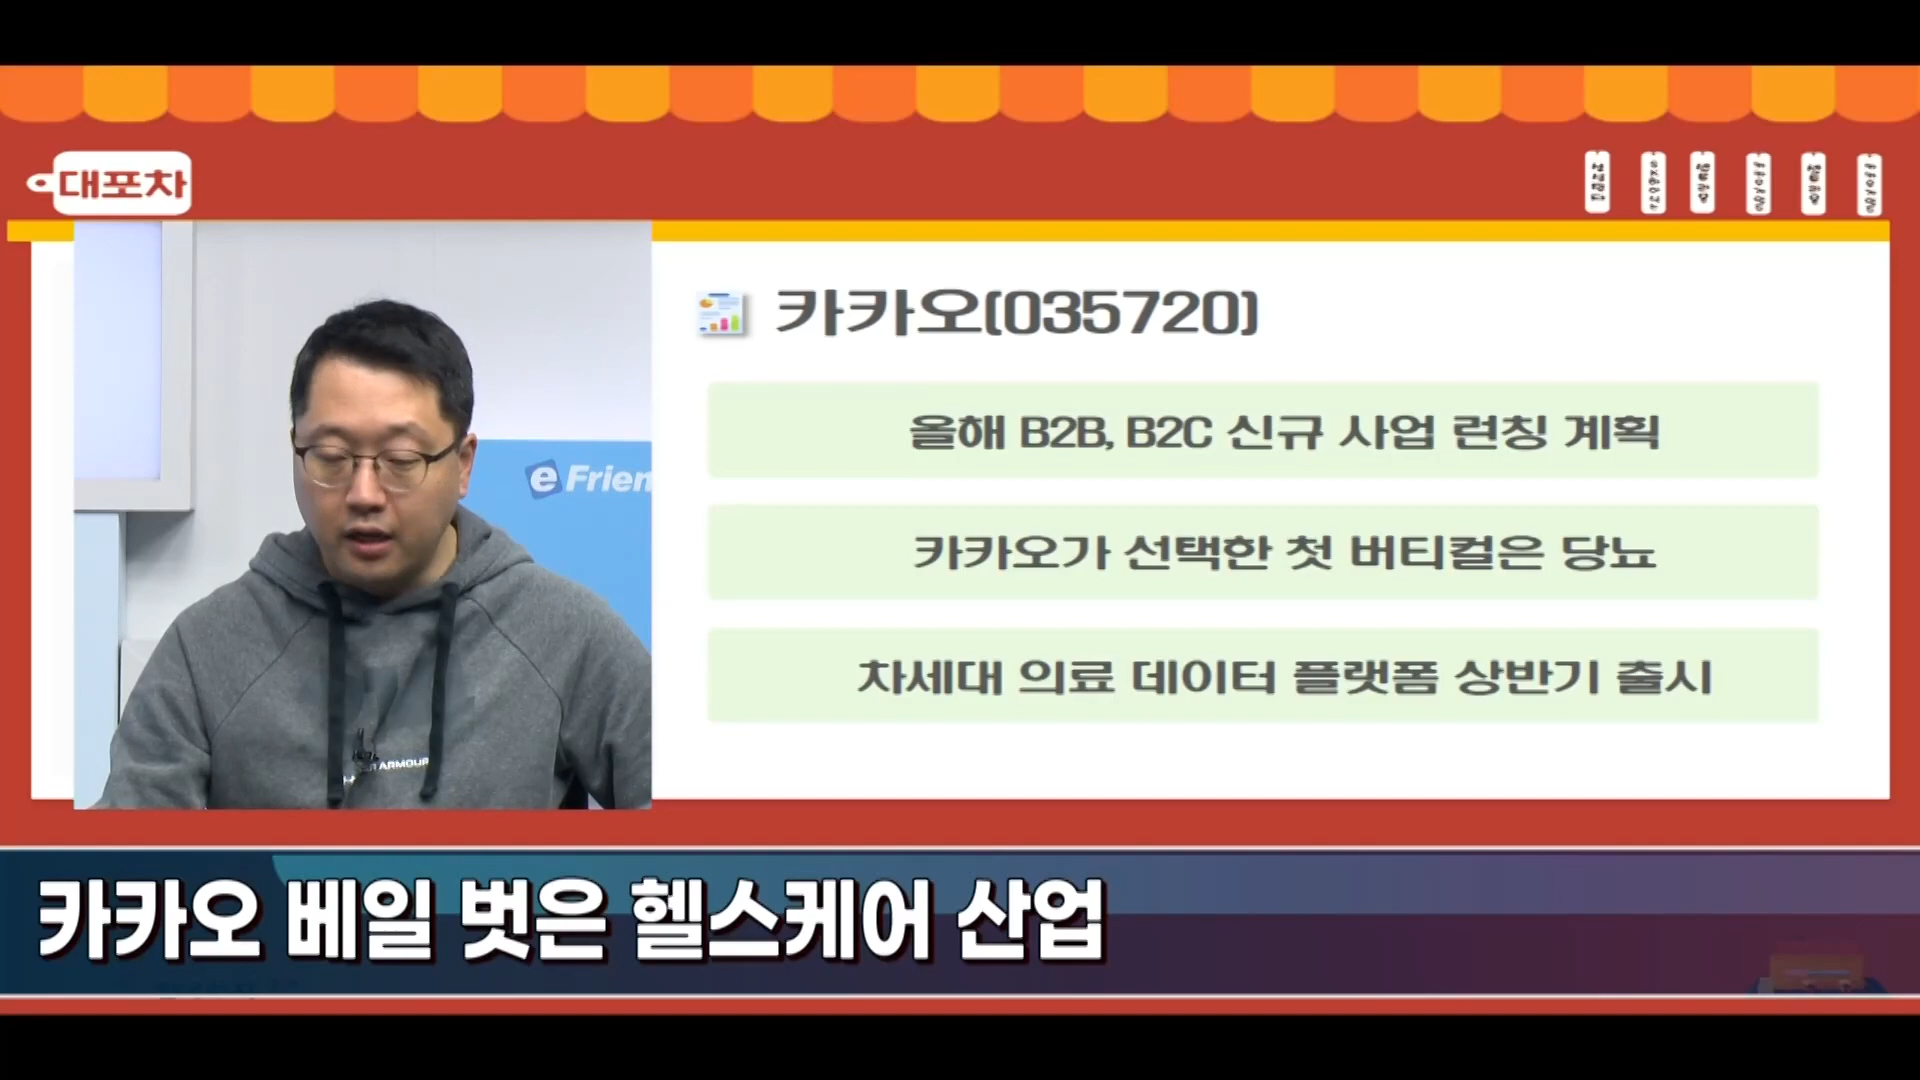 대포차
카카오(035720)
올해 B2B, B2C 신규 사업 런칭 계획
e Frien
카카오가 선택한 첫 버티컬은 당뇨
차세대 의료 데이터 플랫폼 상반기 출시
ARMOUR
카카오 베일 벗은 헬스케어 산업